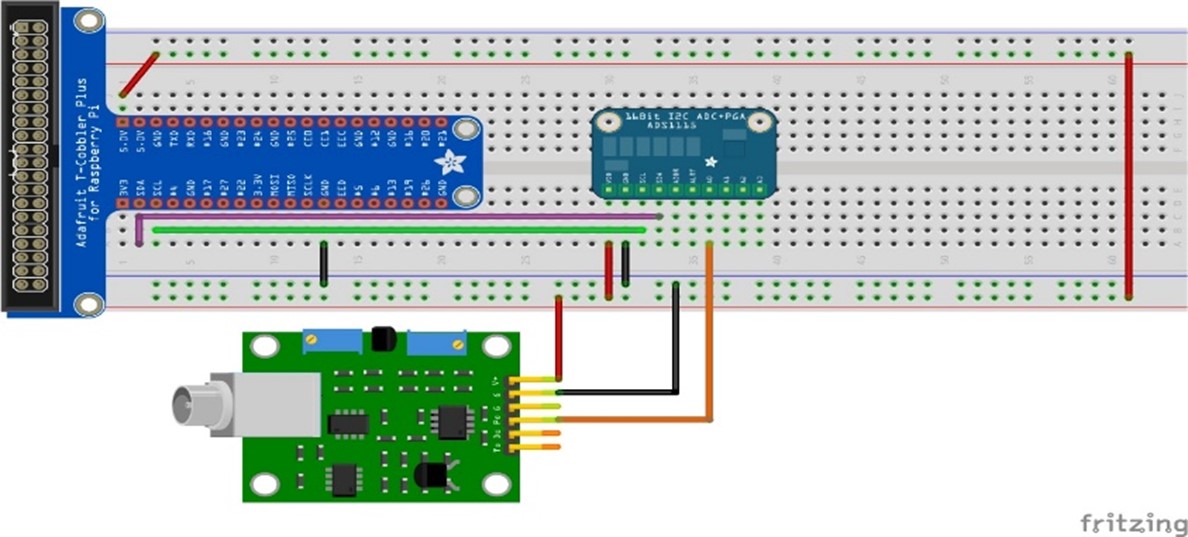 Adafruit T-Cobbler Plus
for Raspberry Pi
5.0V 5.0V GND TXD RXD #18 GND #23 #24 GND #25 CE0 CE1 EEC GND #12 GND #16 #20 #21
3V3 SDA SCL #4 GND #17 #27 #22 3.3V MOSI MISO SCLK GND EED #5 #6 #13 #19 #26 GND
16Bit I2C ADC+PGA
ADS1115
VDD GND SCL SDA ADDR ALRT A0 A1 A2 A3
1 5 10 15 20 25 30 35 40 45 50 55 60
To Do Po G G V+
fritzing